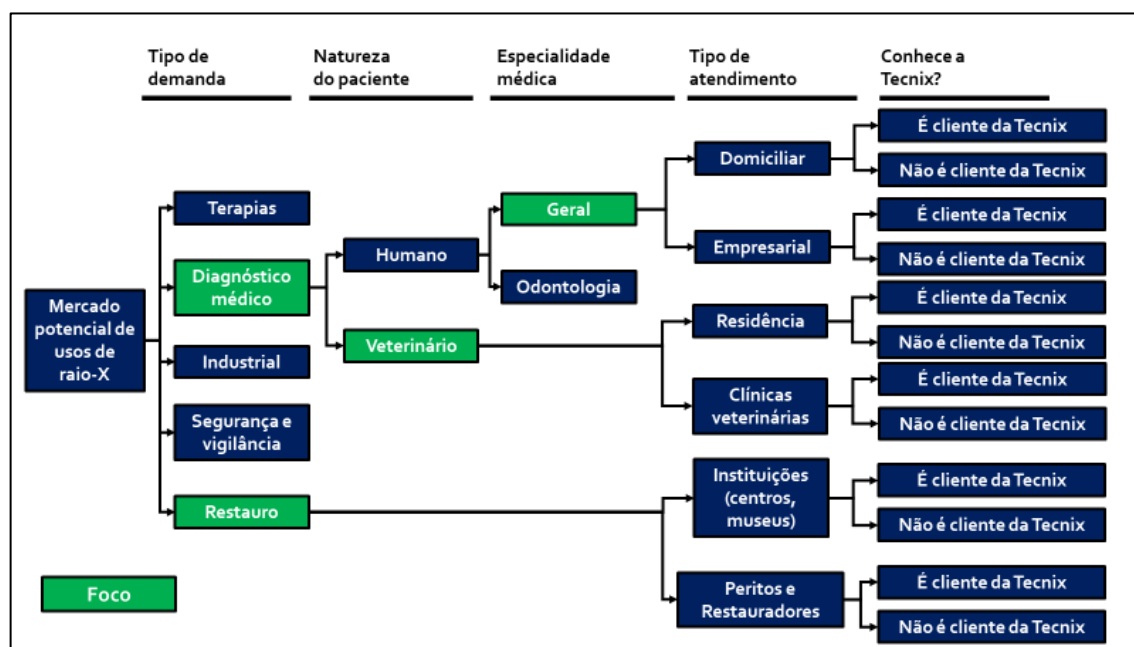 Tipo de
demanda
Natureza
do paciente
Especialidade
médica
Tipo de
atendimento
Conhece a
Tecnix?
Mercado
potencial de
usos de
raio-X
Terapias
Diagnóstico
médico
Industrial
Segurança e
vigilância
Restauro
Humano
Veterinário
Geral
Odontologia
Domiciliar
Empresarial
Residência
Clínicas
veterinárias
Instituições
(centros,
museus)
Peritos e
Restauradores
É cliente da Tecnix
Não é cliente da Tecnix
É cliente da Tecnix
Não é cliente da Tecnix
É cliente da Tecnix
Não é cliente da Tecnix
É cliente da Tecnix
Não é cliente da Tecnix
É cliente da Tecnix
Não é cliente da Tecnix
É cliente da Tecnix
Não é cliente da Tecnix
Foco